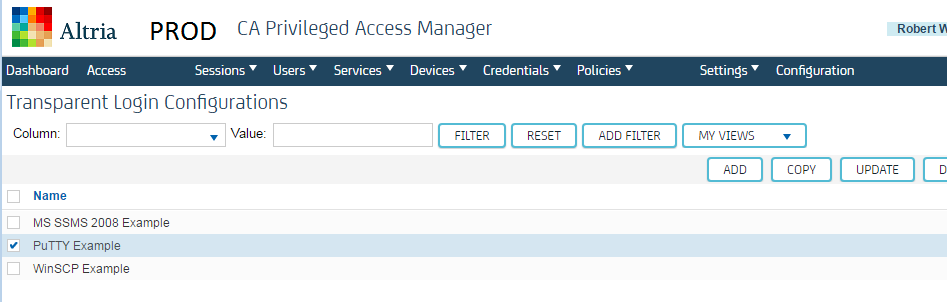 Altria PROD CA Privileged Access Manager Robert W
Dashboard Access Sessions Users Services Devices Credentials Policies Settings Configuration
Transparent Login Configurations
Column: Value: FILTER RESET ADD FILTER MY VIEWS
ADD COPY UPDATE D
Name
MS SSMS 2008 Example
PuTTY Example
WinSCP Example